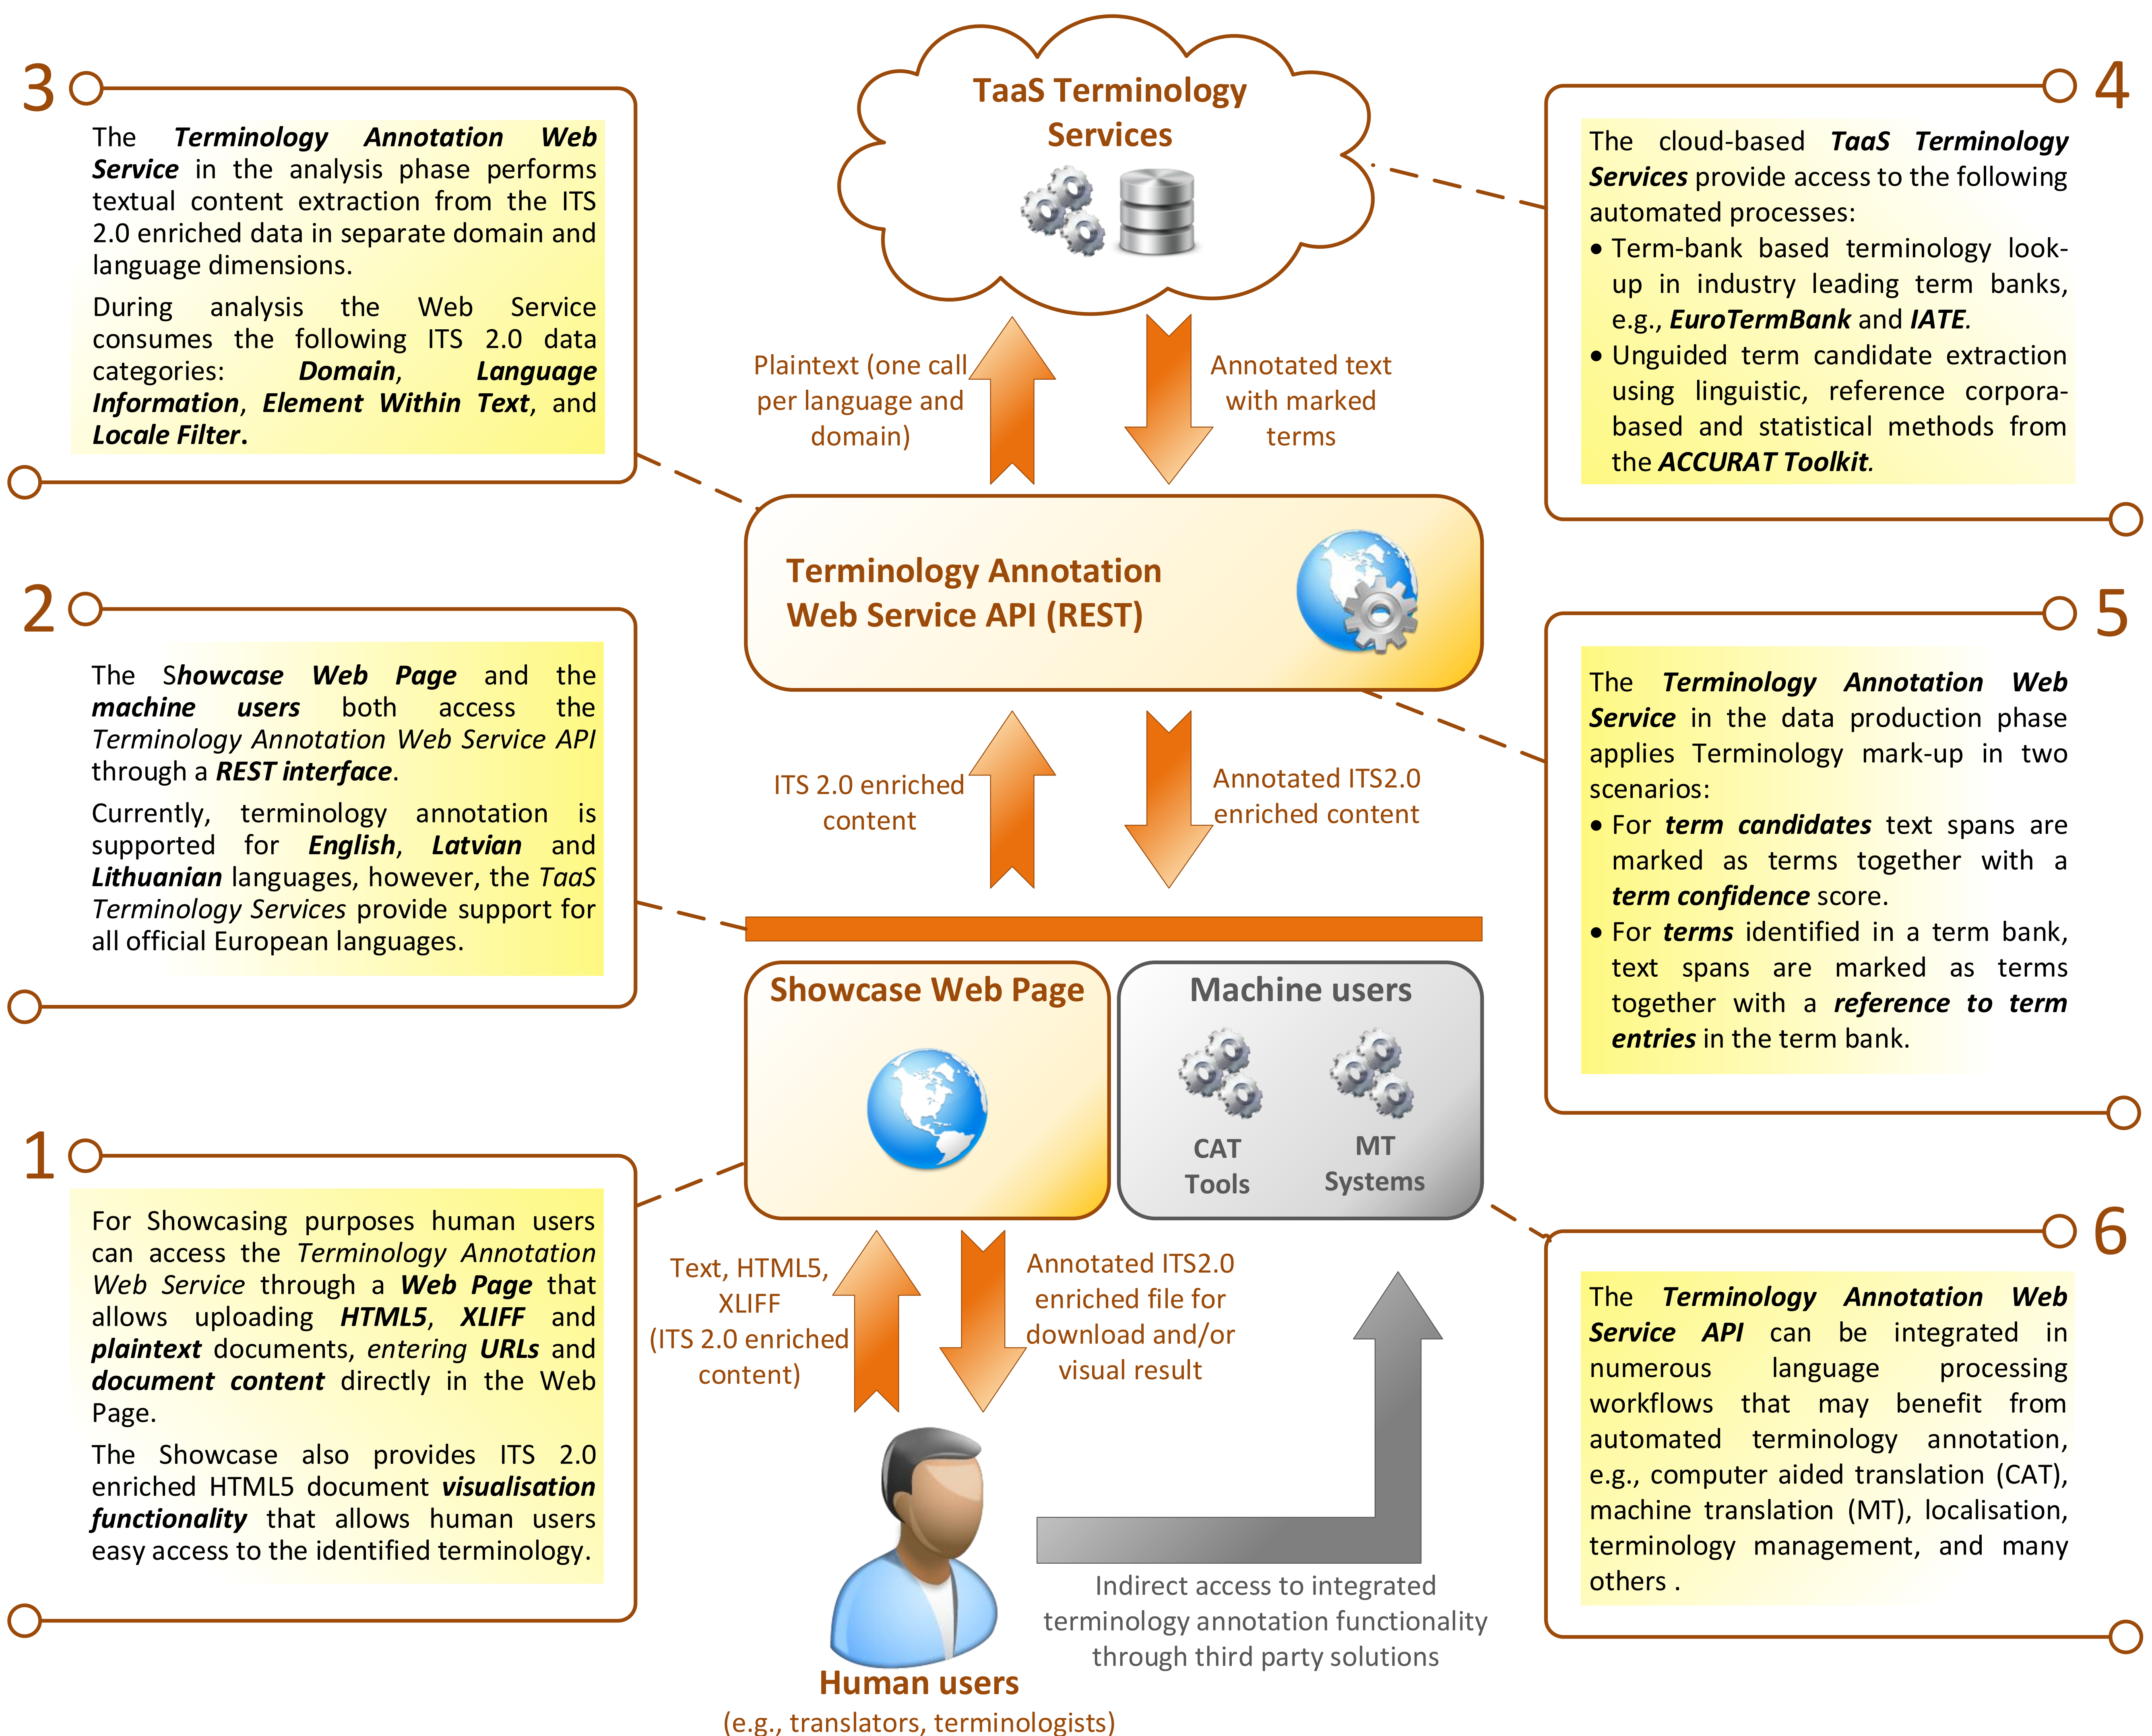 3
The Terminology Annotation Web
Service in the analysis phase performs
textual content extraction from the ITS
2.0 enriched data in separate domain and
language dimensions.
During analysis the Web Service
consumes the following ITS 2.0 data
categories: Domain, Language
Information, Element Within Text, and
Locale Filter.
2
The Showcase Web Page and the
machine users both access the
Terminology Annotation Web Service API
through a REST interface.
Currently, terminology annotation is
supported for English, Latvian and
Lithuanian languages, however, the TaaS
Terminology Services provide support for
all official European languages.
1
For Showcasing purposes human users
can access the Terminology Annotation
Web Service through a Web Page that
allows uploading HTML5, XLIFF and
plaintext documents, entering URLs and
document content directly in the Web
Page.
The Showcase also provides ITS 2.0
enriched HTML5 document visualisation
functionality that allows human users
easy access to the identified terminology.
TaaS Terminology
Services
Plaintext (one call
per language and
domain)
Annotated text
with marked
terms
Terminology Annotation
Web Service API (REST)
ITS 2.0 enriched
content
Annotated ITS2.0
enriched content
Showcase Web Page
Machine users
CAT
Tools
MT
Systems
Text, HTML5,
XLIFF
(ITS 2.0 enriched
content)
Annotated ITS2.0
enriched file for
download and/or
visual result
Indirect access to integrated
terminology annotation functionality
through third party solutions
Human users
(e.g., translators, terminologists)
4
The cloud-based TaaS Terminology
Services provide access to the following
automated processes:
• Term-bank based terminology look-
up in industry leading term banks,
e.g., EuroTermBank and IATE.
• Unguided term candidate extraction
using linguistic, reference corpora-
based and statistical methods from
the ACCURAT Toolkit.
5
The Terminology Annotation Web
Service in the data production phase
applies Terminology mark-up in two
scenarios:
• For term candidates text spans are
marked as terms together with a
term confidence score.
• For terms identified in a term bank,
text spans are marked as terms
together with a reference to term
entries in the term bank.
6
The Terminology Annotation Web
Service API can be integrated in
numerous language processing
workflows that may benefit from
automated terminology annotation,
e.g., computer aided translation (CAT),
machine translation (MT), localisation,
terminology management, and many
others .